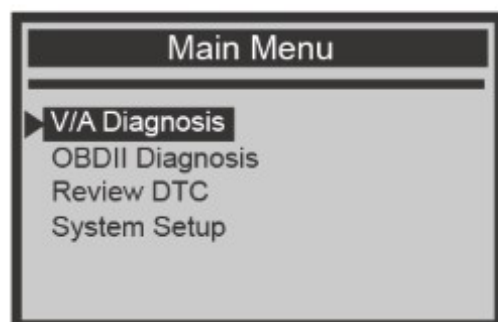 Main Menu
V/A Diagnosis
OBDII Diagnosis
Review DTC
System Setup